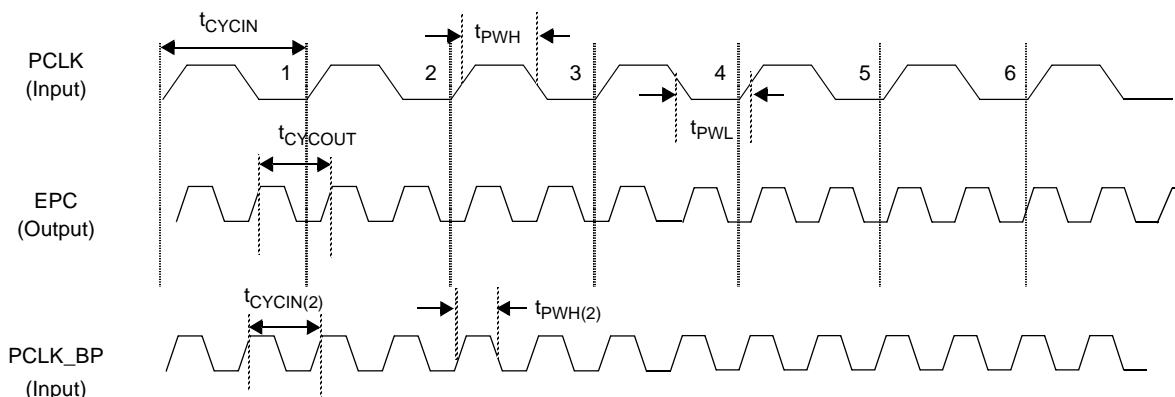 tCYCIN
PCLK
(Input)
1 2 tPWH 3 4 5 6
tPWL
tCYCOUT
EPC
(Output)
tCYCIN(2)
tPWH(2)
PCLK_BP
(Input)